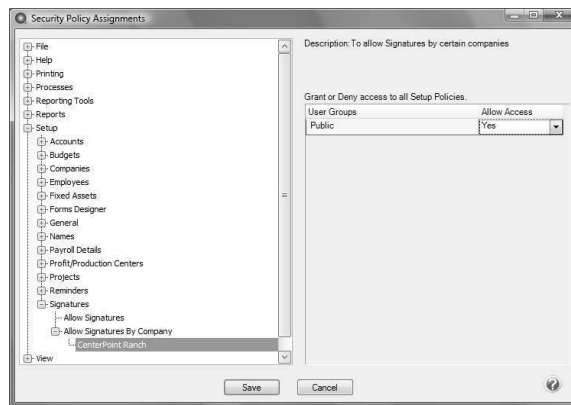 Security Policy Assignments
File
Help
Printing
Processes
Reporting Tools
Reports
Setup
Accounts
Budgets
Companies
Employees
Fixed Assets
Forms Designer
General
Names
Payroll Details
Profit/Production Centers
Projects
Reminders
Signatures
Allow Signatures
Allow Signatures By Company
CenterPoint Ranch
View
Description: To allow Signatures by certain companies
Grant or Deny access to all Setup Policies.
User Groups Allow Access
Public Yes
Save Cancel